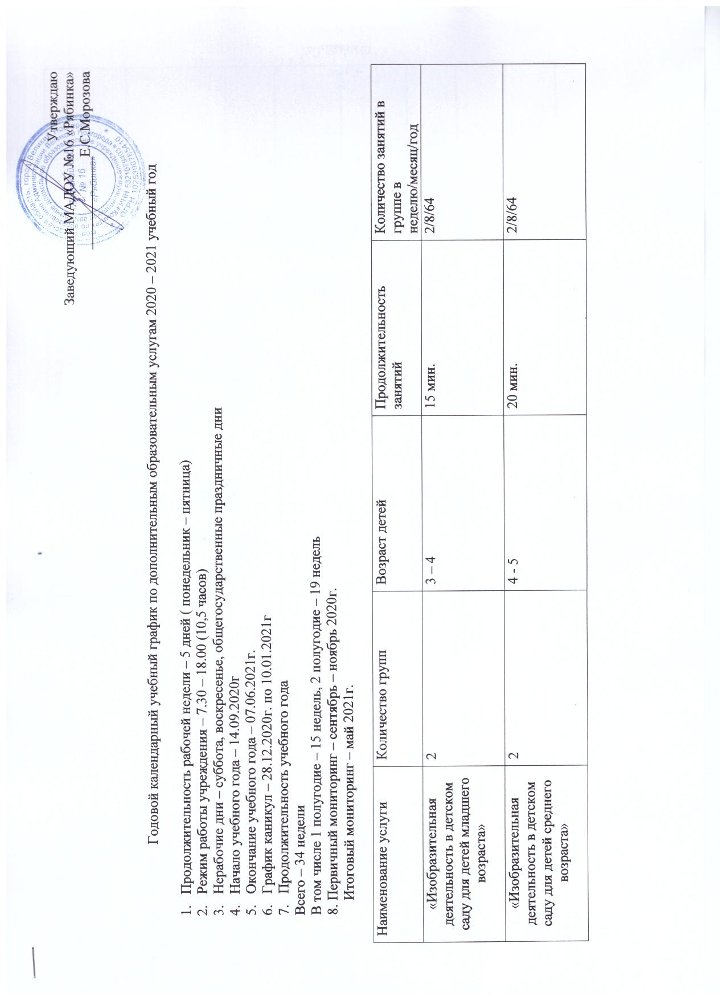 Утверждаю
Заведующий МАДОУ №16 «Рябинка»
Е.С.Морозова
№ 16
«Рябинка»
ОГРН 1025300785410
Годовой календарный учебный график по дополнительным образовательным услугам 2020 – 2021 учебный год
1. Продолжительность рабочей недели – 5 дней ( понедельник – пятница)
2. Режим работы учреждения – 7.30 – 18.00 (10,5 часов)
3. Нерабочие дни – суббота, воскресенье, общегосударственные праздничные дни
4. Начало учебного года – 14.09.2020г
5. Окончание учебного года – 07.06.2021г.
6. График каникул – 28.12.2020г. по 10.01.2021г
7. Продолжительность учебного года
Всего – 34 недели
В том числе 1 полугодие – 15 недель, 2 полугодие – 19 недель
8. Первичный мониторинг – сентябрь – ноябрь 2020г.
Итоговый мониторинг – май 2021г.
Наименование услуги
Количество групп
Возраст детей
Продолжительность
занятий
Количество занятий в
группе в
неделю/месяц/год
«Изобразительная
деятельность в детском
саду для детей младшего
возраста»
2
3 – 4
15 мин.
2/8/64
«Изобразительная
деятельность в детском
саду для детей среднего
возраста»
2
4 - 5
20 мин.
2/8/64